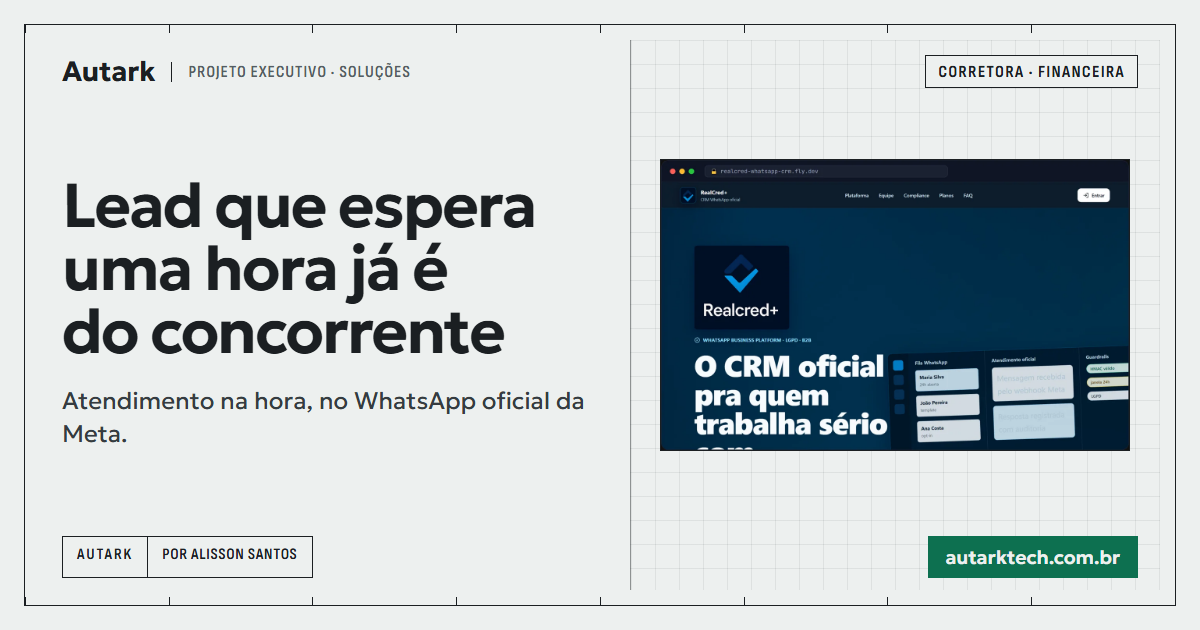 Autark
PROJETO EXECUTIVO · SOLUÇÕES
CORRETORA · FINANCEIRA
Lead que espera
uma hora já é
do concorrente
Atendimento na hora, no WhatsApp oficial da
Meta.
realcred-whatsapp-crm.fly.dev
RealCred+
CRM WhatsApp oficial
Plataforma Equipe Compliance Planos FAQ
Entrar
Realcred+
WHATSAPP BUSINESS PLATFORM · LGPD · B2B
O CRM oficial
pra quem
trabalha sério
Fila WhatsApp
Maria Silva
João Pereira
Ana Costa
Atendimento oficial
Mensagem recebida
Guardrails
LGPD
AUTARK
POR ALISSON SANTOS
autarktech.com.br